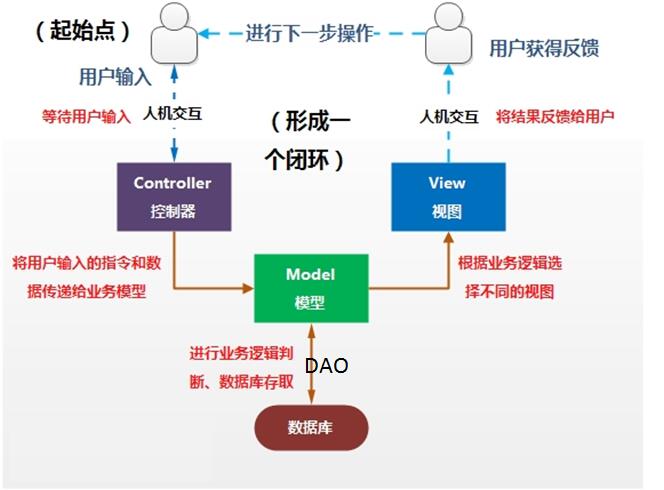 （起始点）
进行下一步操作
用户获得反馈
用户输入
等待用户输入
人机交互
（形成一
个闭环）
人机交互
将结果反馈给用户
Controller
控制器
View
视图
将用户输入的指令和数
据传递给业务模型
Model
模型
根据业务逻辑选
择不同的视图
进行业务逻辑判
断、数据库存取
DAO
数据库